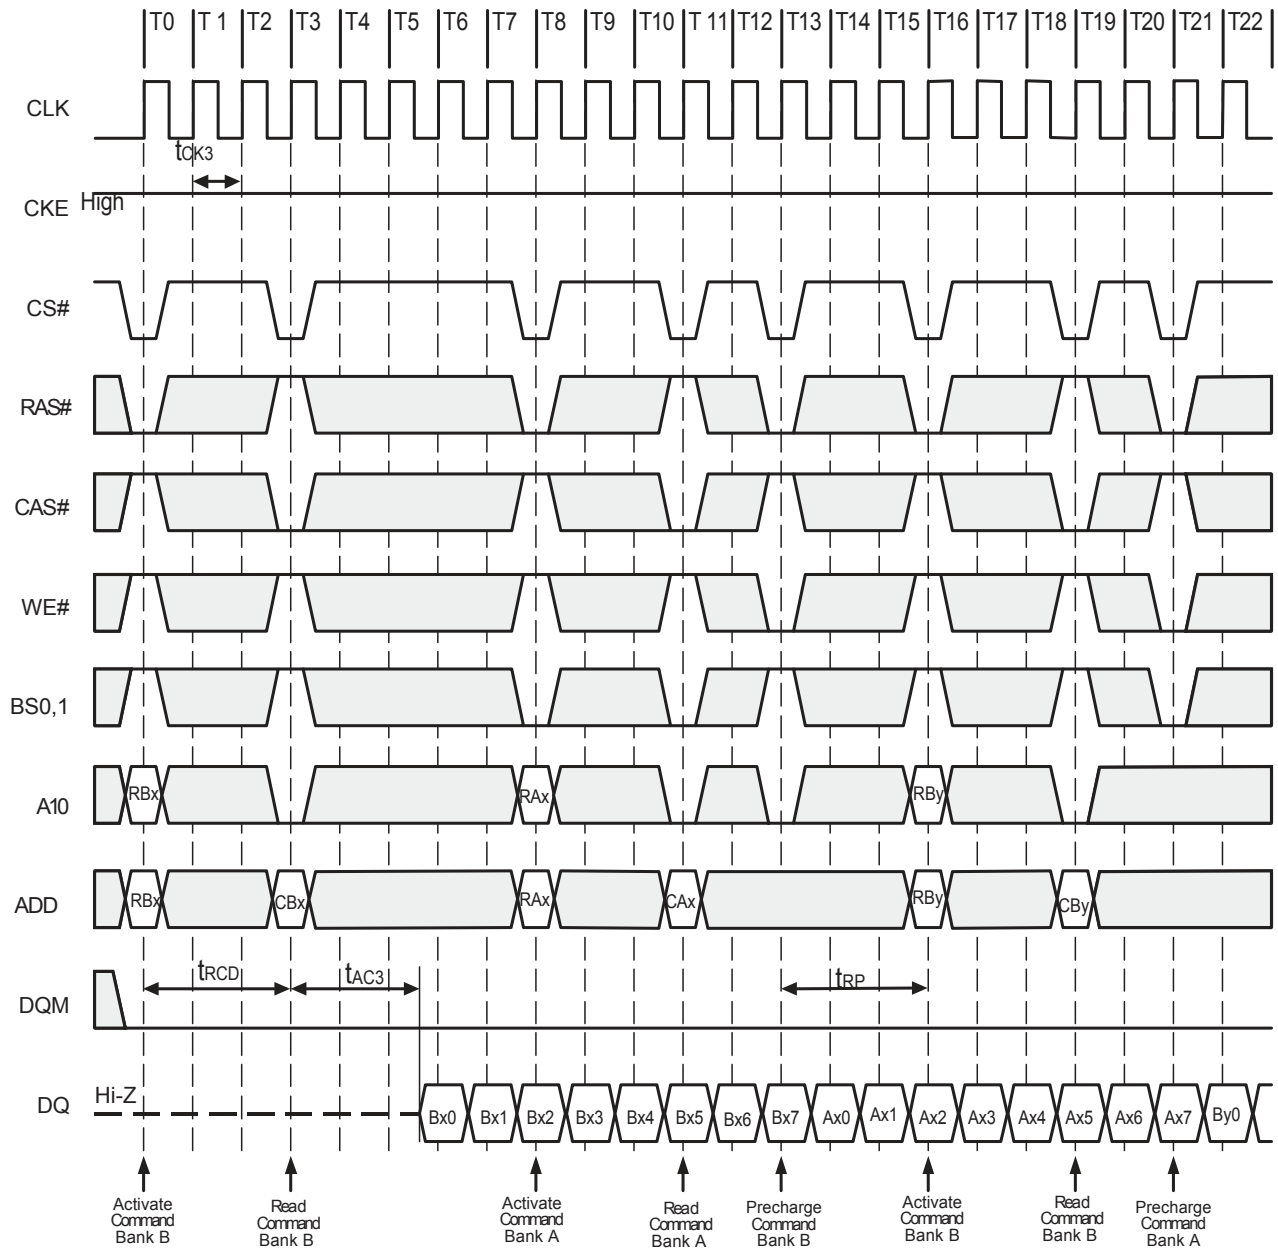 T0 T 1 T2 T3 T4 T5 T6 T7 T8 T9 T10 T 11 T12 T13 T14 T15 T16 T17 T18 T19 T20 T21 T22
CLK
tCK3
CKE High
CS#
RAS#
CAS#
WE#
BS0,1
A10 RBx RAx RBy
ADD RBx CBx RAx CAx RBy CBy
tRCD tAC3 tRP
DQM
Hi-Z
DQ Bx0 Bx1 Bx2 Bx3 Bx4 Bx5 Bx6 Bx7 Ax0 Ax1 Ax2 Ax3 Ax4 Ax5 Ax6 Ax7 By0
Activate
Command
Bank B
Read
Command
Bank B
Activate
Command
Bank A
Read
Command
Bank A
Precharge
Command
Bank B
Activate
Command
Bank B
Read
Command
Bank B
Precharge
Command
Bank A